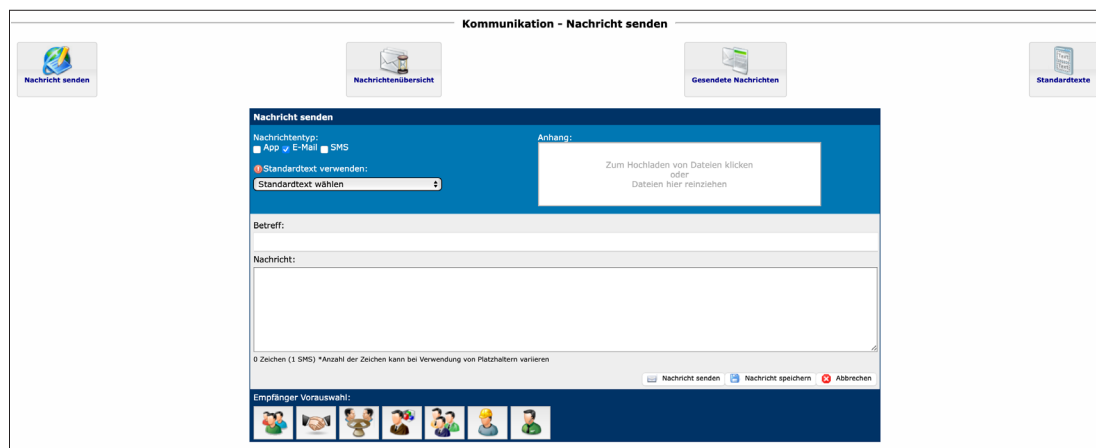 Kommunikation - Nachricht senden
Nachricht senden
Nachrichtenübersicht
Gesendete Nachrichten
Standardtexte
Nachricht senden
Nachrichtentyp:
App E-Mail SMS
Standardtext verwenden:
Standardtext wählen
Anhang:
Zum Hochladen von Dateien klicken
oder
Dateien hier reinziehen
Betreff:
Nachricht:
0 Zeichen (1 SMS) *Anzahl der Zeichen kann bei Verwendung von Platzhaltern variieren
Nachricht senden Nachricht speichern Abbrechen
Empfänger Vorauswahl: